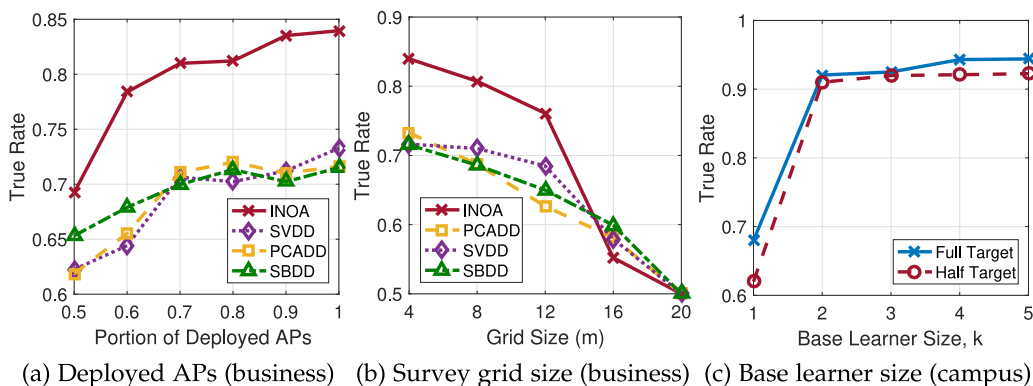 True Rate
0.85
0.8
0.75
0.7
0.65
0.6
0.5
0.6
0.7
0.8
0.9
1
Portion of Deployed APs
INOA
SVDD
PCADD
SBDD
(a) Deployed APs (business)
True Rate
0.9
0.8
0.7
0.6
0.5
4
8
12
16
20
Grid Size (m)
INOA
PCADD
SVDD
SBDD
(b) Survey grid size (business)
True Rate
1
0.9
0.8
0.7
0.6
1
2
3
4
5
Base Learner Size, k
Full Target
Half Target
(c) Base learner size (campus)